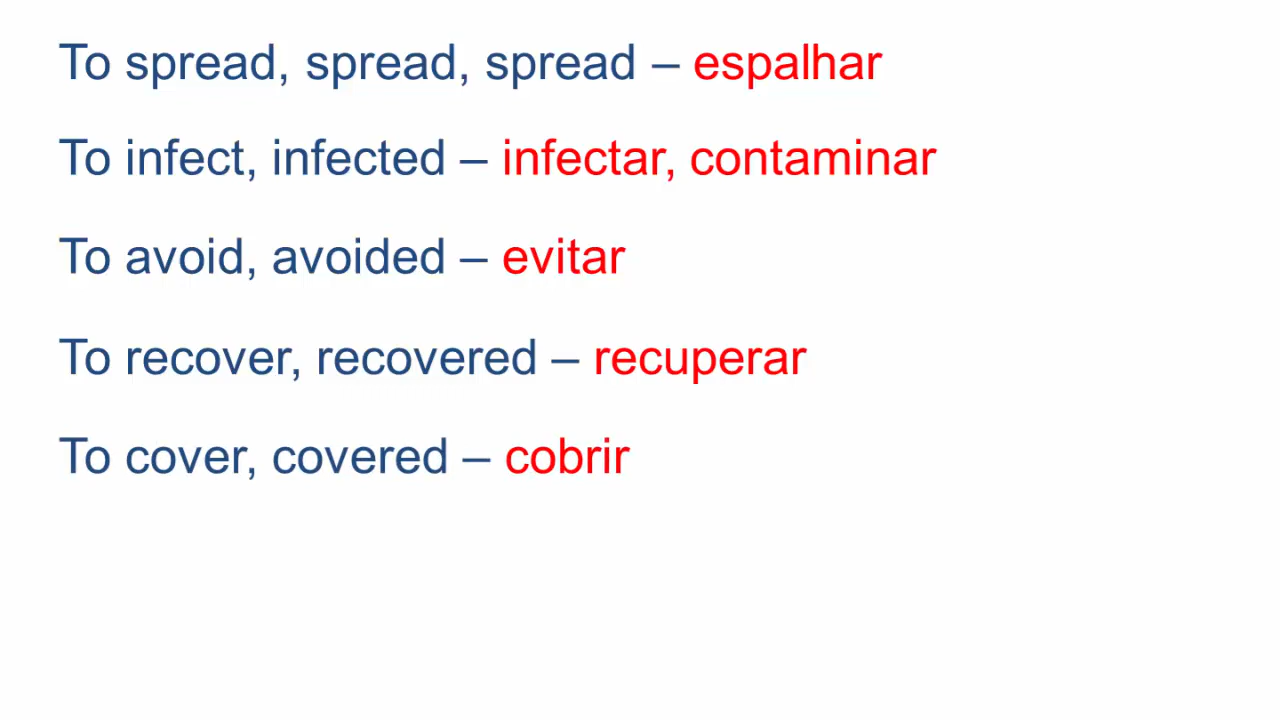 To spread, spread, spread – espalhar
To infect, infected – infectar, contaminar
To avoid, avoided – evitar
To recover, recovered – recuperar
To cover, covered – cobrir